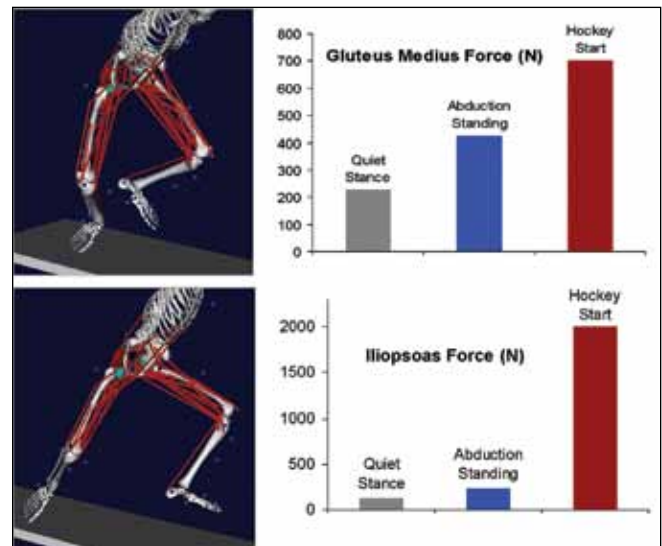 800
700
600
500
400
300
200
100
0
Gluteus Medius Force (N)
Quiet
Stance
Abduction
Standing
Hockey
Start
2000
1500
1000
500
0
Iliopsoas Force (N)
Quiet
Stance
Abduction
Standing
Hockey
Start